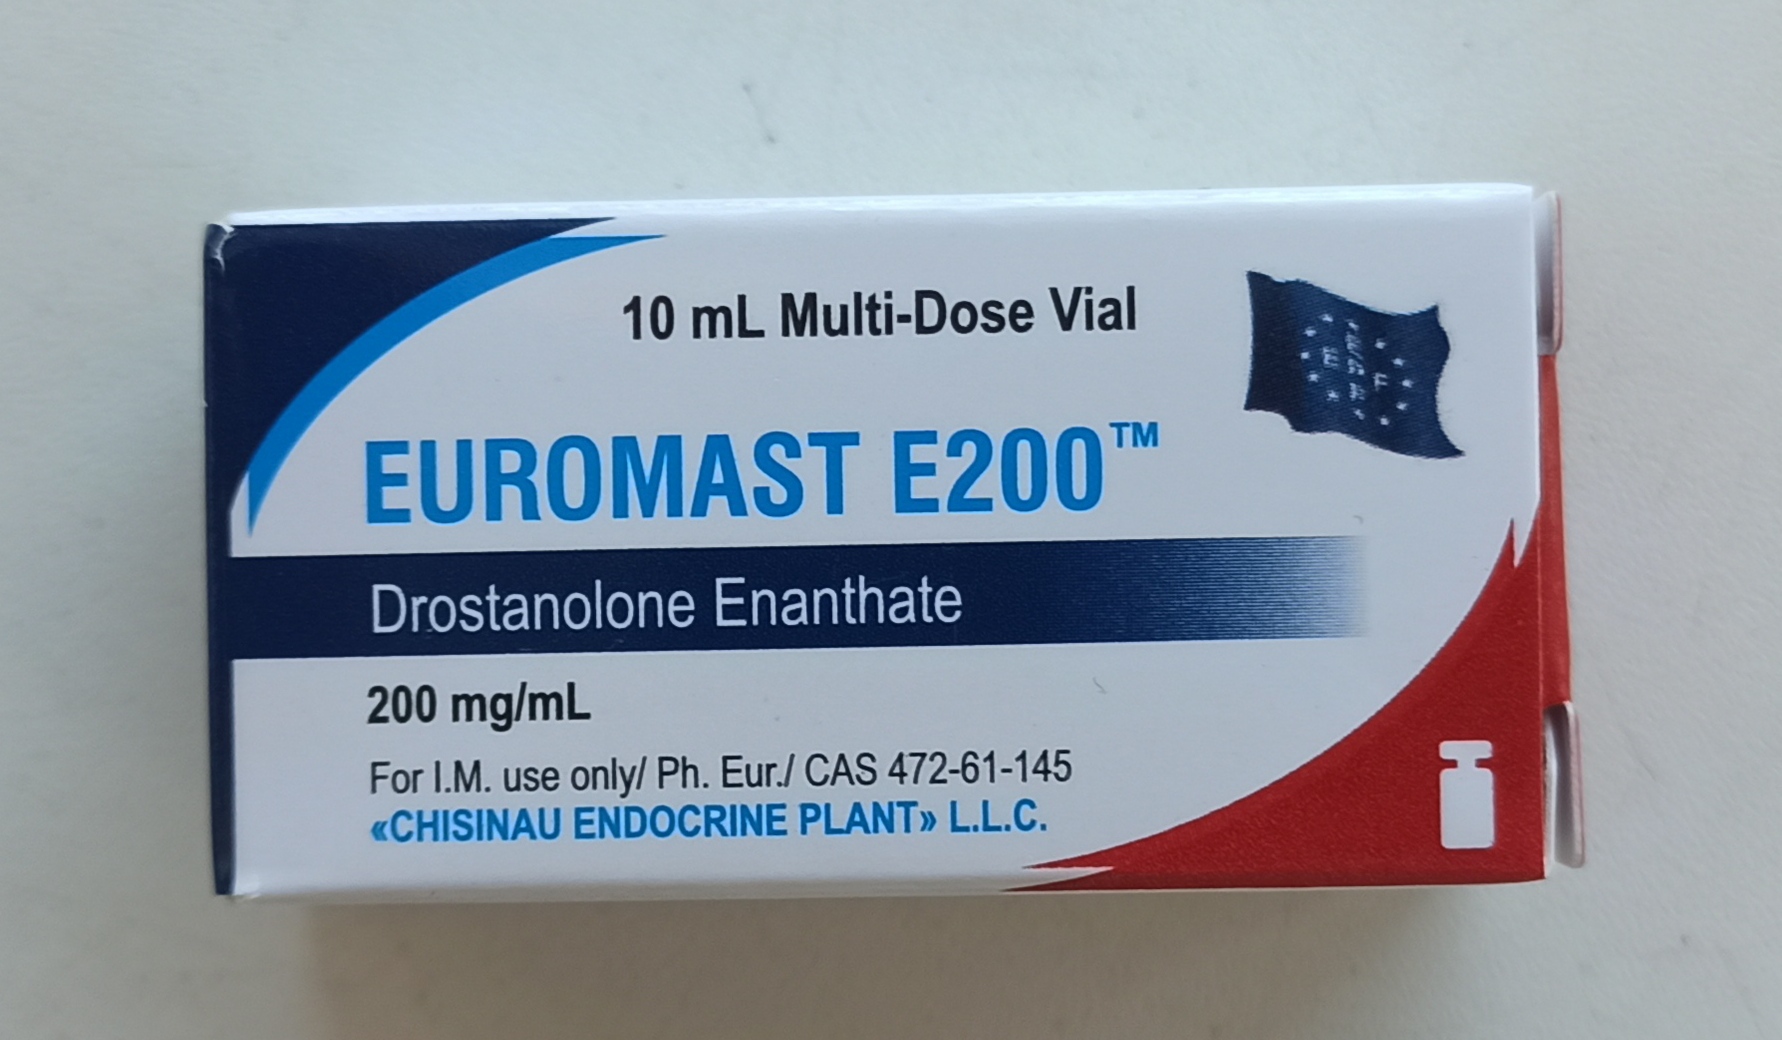 10 mL Multi-Dose Vial
EUROMAST E200™
Drostanolone Enanthate
200 mg/mL
For I.M. use only/ Ph. Eur./ CAS 472-61-145
«CHISINAU ENDOCRINE PLANT» L.L.C.